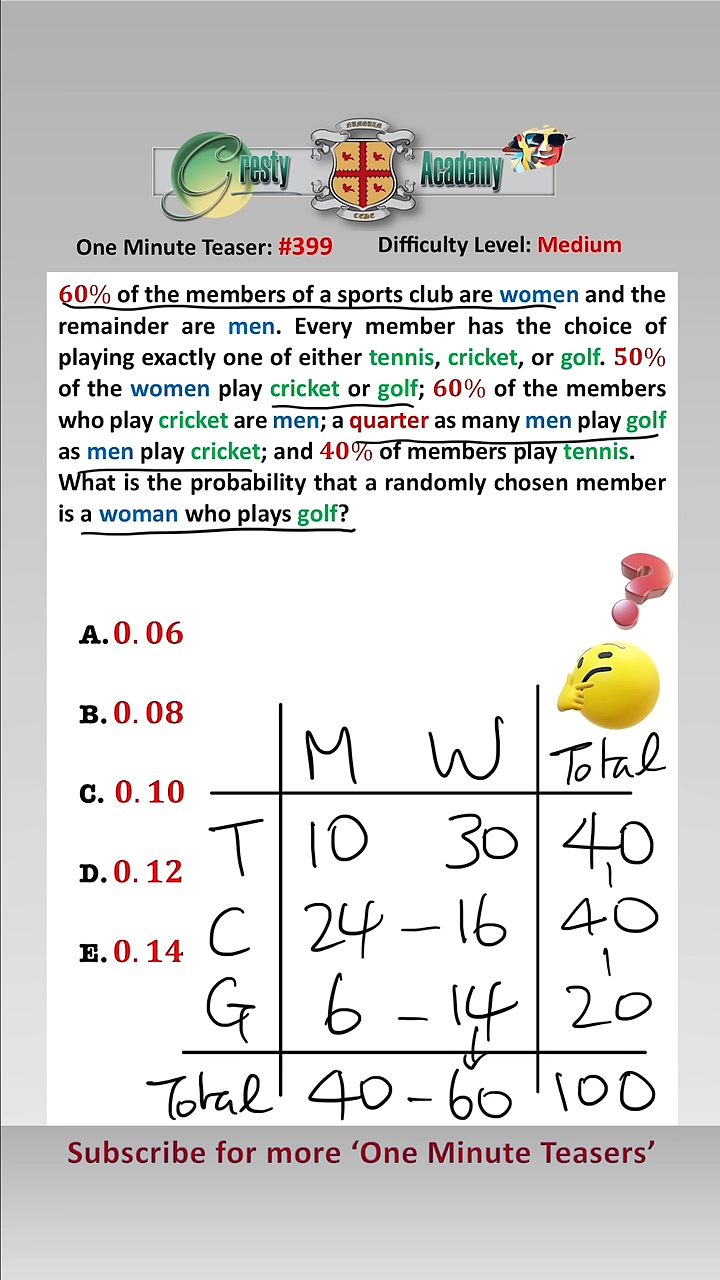 NUMQUAM
Gresty Academy
CEDE
One Minute Teaser: #399 Difficulty Level: Medium
60% of the members of a sports club are women and the
remainder are men. Every member has the choice of
playing exactly one of either tennis, cricket, or golf. 50%
of the women play cricket or golf; 60% of the members
who play cricket are men; a quarter as many men play golf
as men play cricket; and 40% of members play tennis.
What is the probability that a randomly chosen member
is a woman who plays golf?
A. 0.06
B. 0.08
C. 0.10
D. 0.12
E. 0.14
M W Total
T 10 30 40
C 24 – 16 40
G 6 – 14 20
Total 40 – 60 100
Subscribe for more ‘One Minute Teasers’